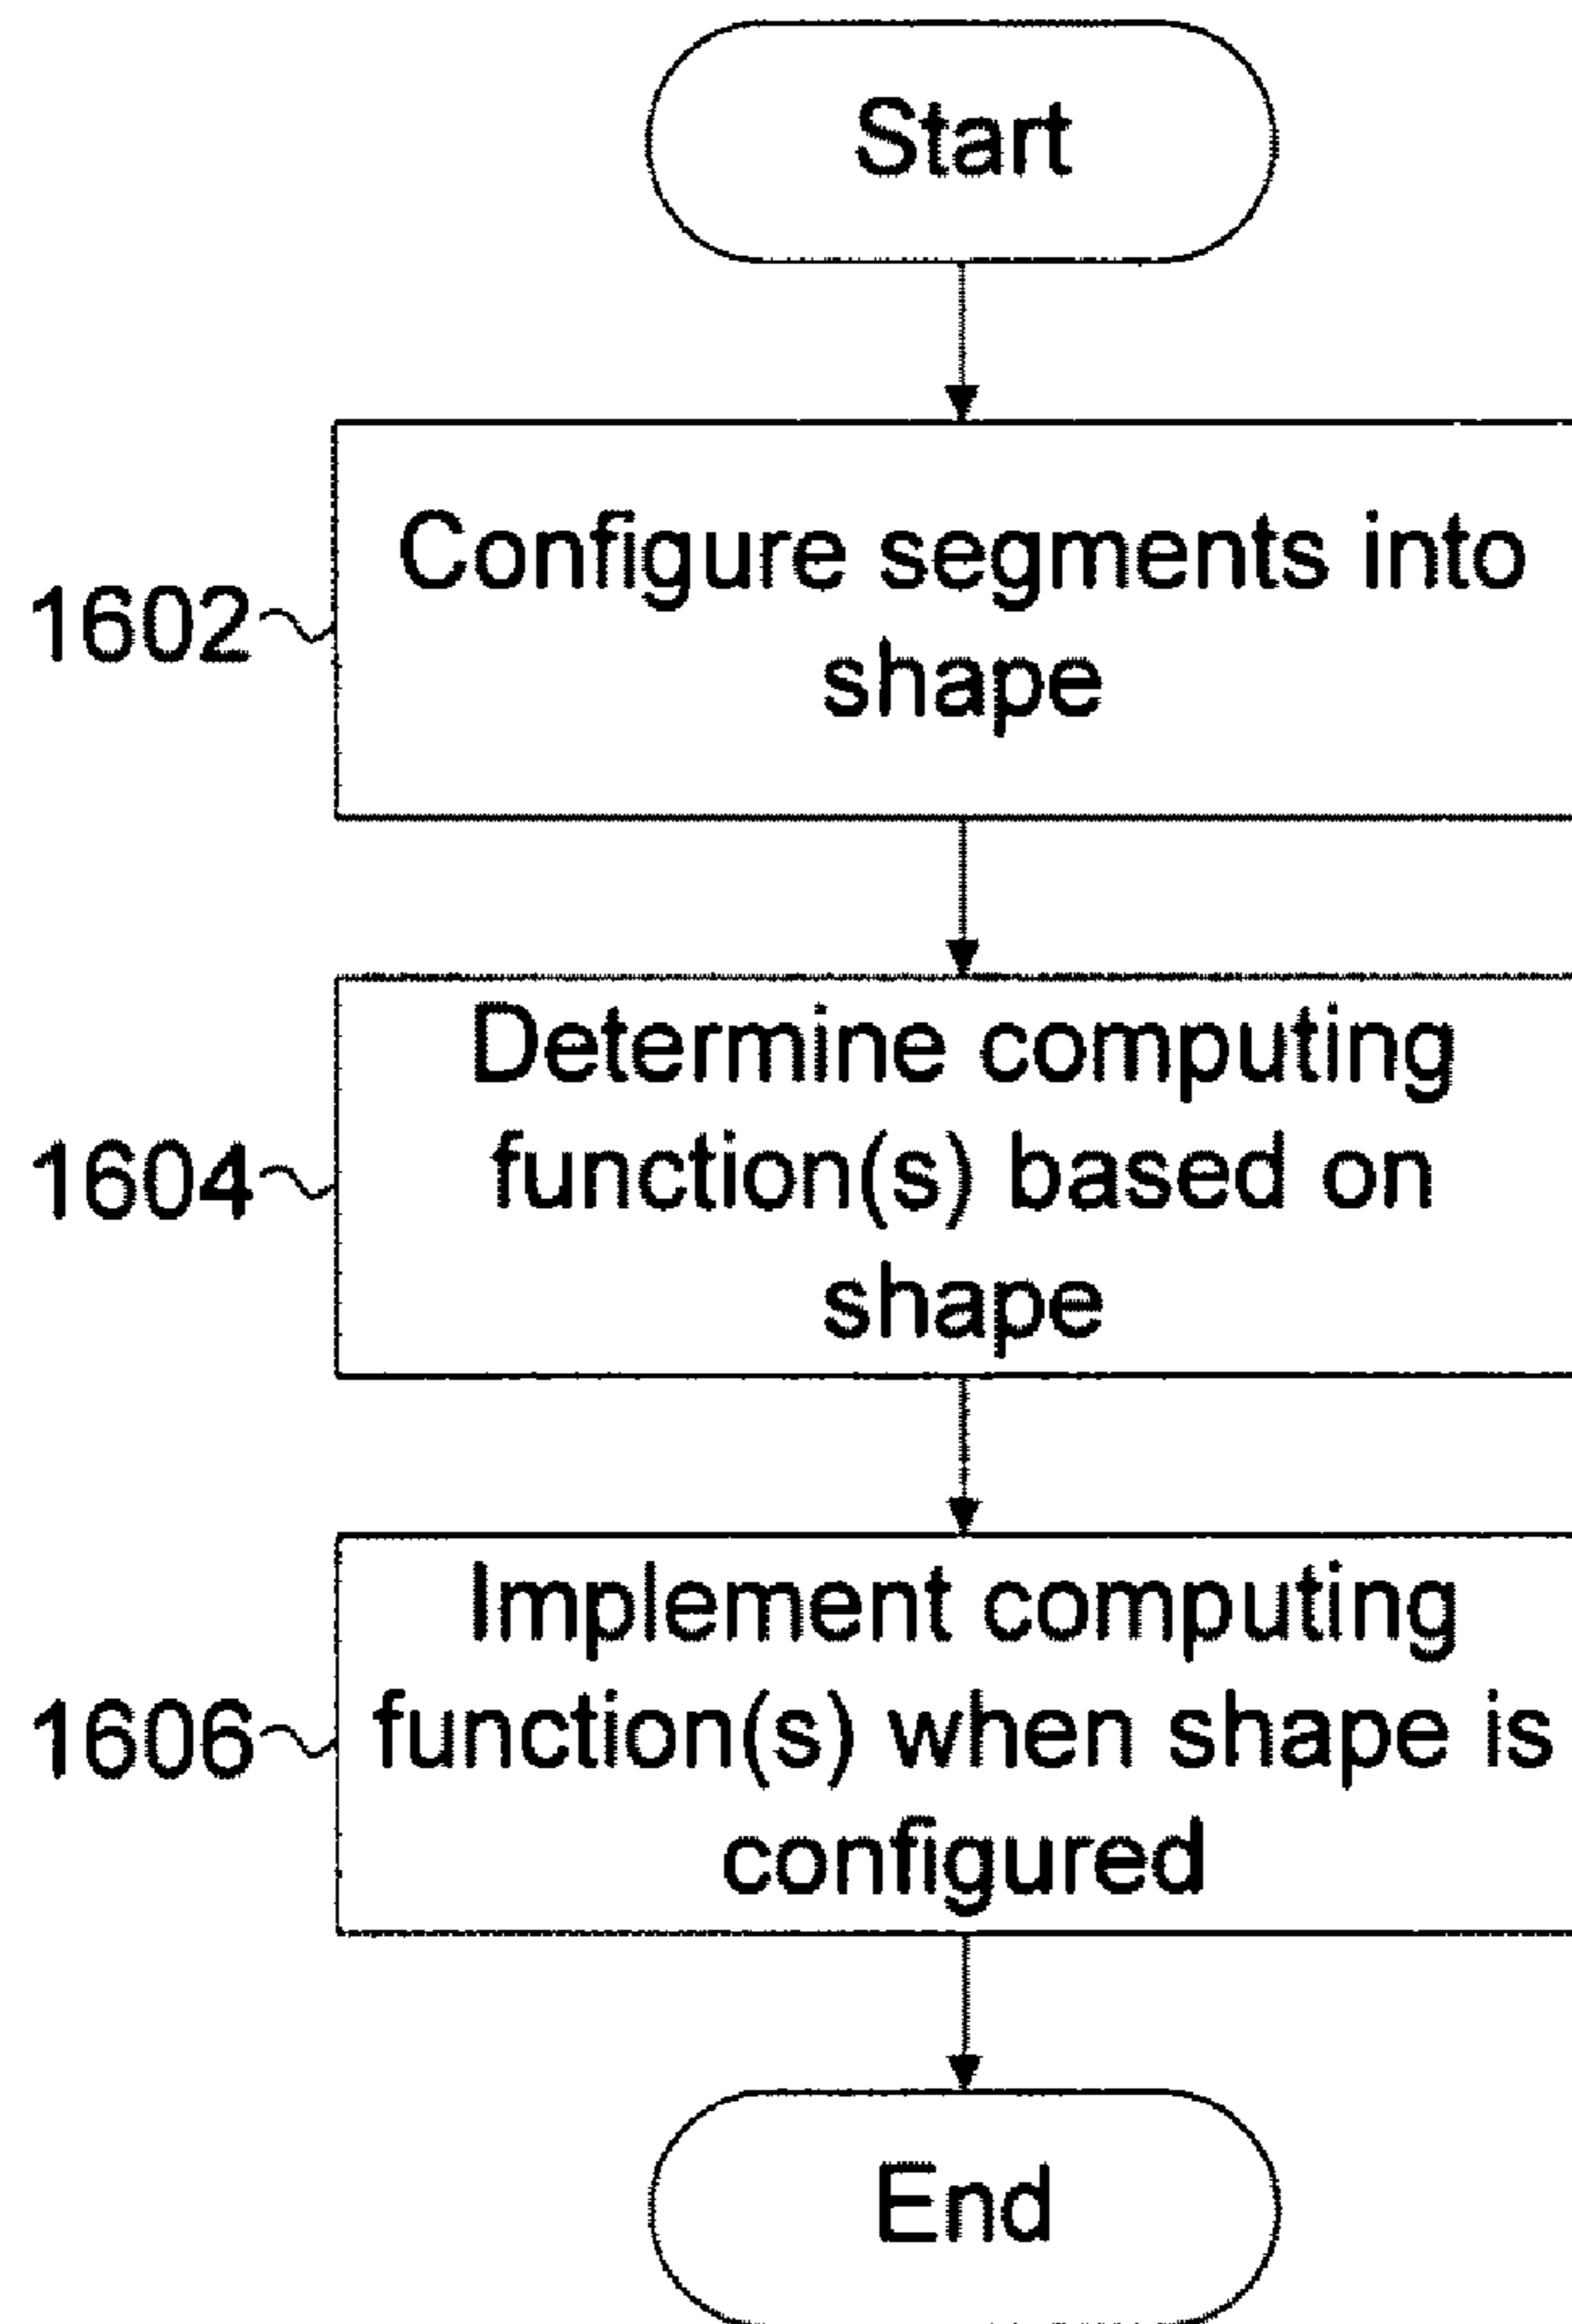 Start
Configure segments into
shape
1602
Determine computing
function(s) based on
shape
1604
Implement computing
function(s) when shape is
configured
1606
End